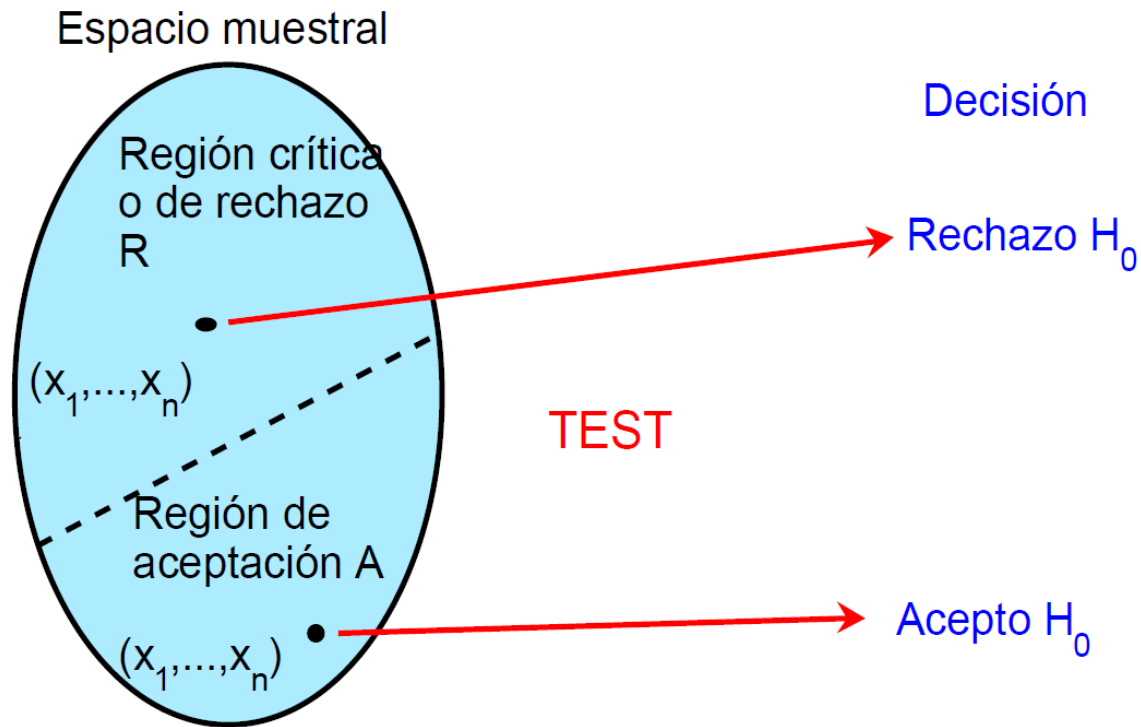 Espacio muestral
Decisión
Región crítica
o de rechazo
R
Rechazo H₀
(x₁,...,xₙ)
TEST
Región de
aceptación A
Acepto H₀
(x₁,...,xₙ)